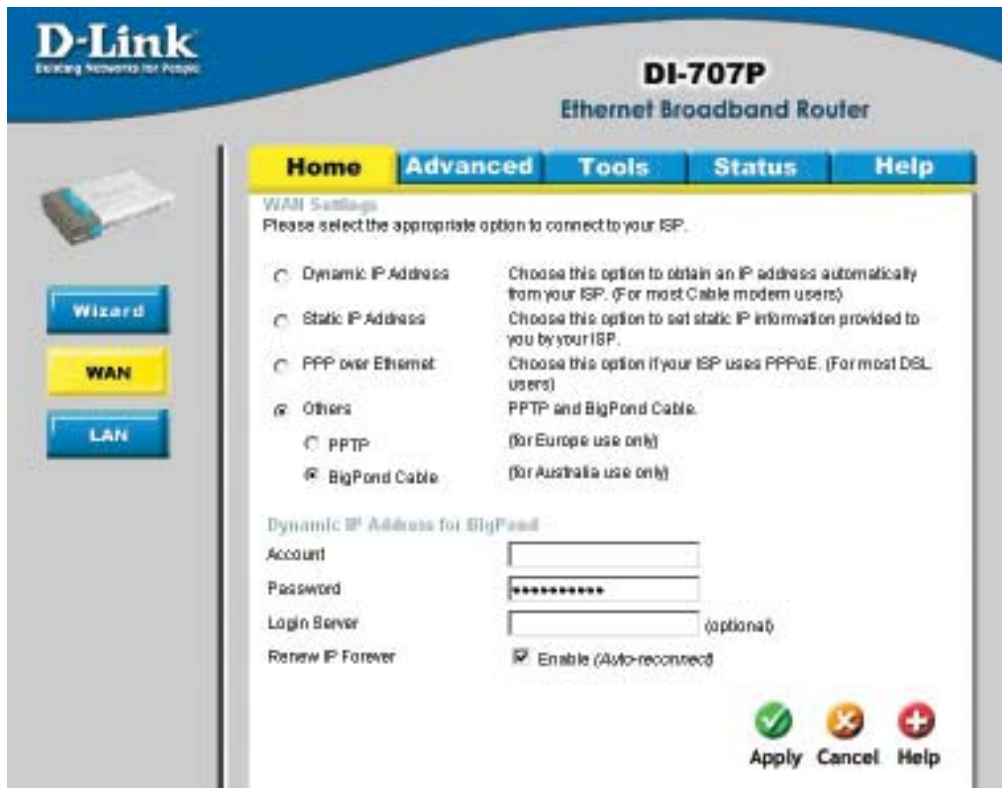 D-Link
Building Networks for People
DI-707P
Ethernet Broadband Router
Home Advanced Tools Status Help
Wizard
WAN
LAN
WAN Settings
Please select the appropriate option to connect to your ISP.
Dynamic IP Address Choose this option to obtain an IP address automatically
from your ISP. (For most Cable modem users)
Static IP Address Choose this option to set static IP information provided to
you by your ISP.
PPP over Ethernet Choose this option if your ISP uses PPPoE. (For most DSL
users)
Others PPTP and BigPond Cable.
PPTP (for Europe use only)
BigPond Cable (for Australia use only)
Dynamic IP Address for BigPond
Account
Password ••••••••••
Login Server (optional)
Renew IP Forever Enable (Auto-reconnect)
Apply Cancel Help